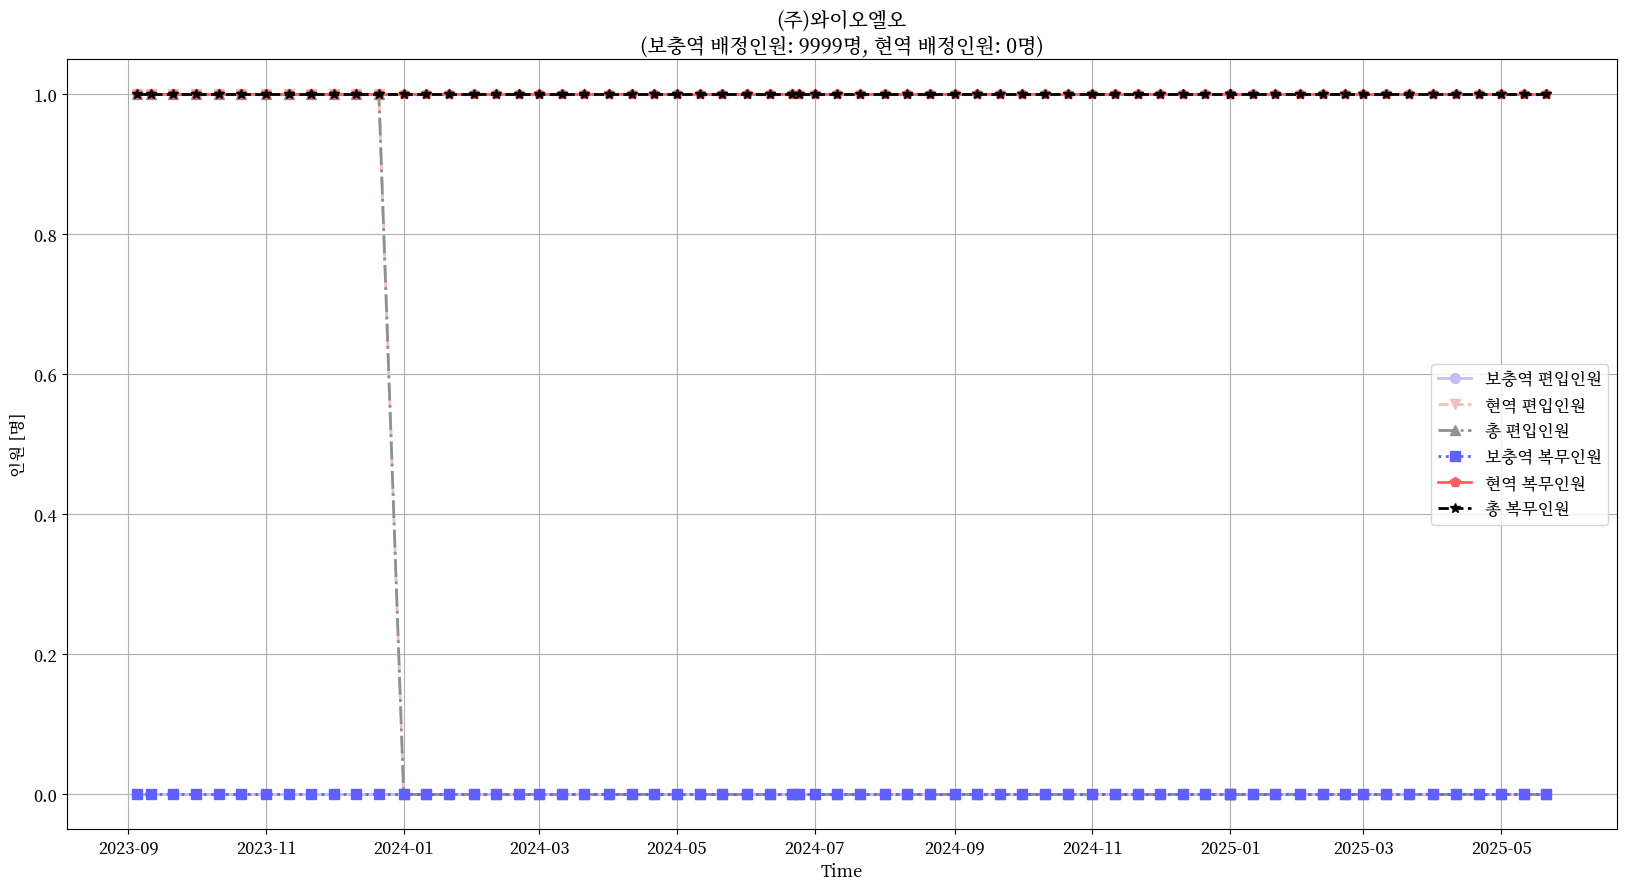 (주)와이오엘오
(보충역 배정인원: 9999명, 현역 배정인원: 0명)
1.0
0.8
0.6
0.4
0.2
0.0
인원 [명]
보충역 편입인원
현역 편입인원
총 편입인원
보충역 복무인원
현역 복무인원
총 복무인원
2023-09
2023-11
2024-01
2024-03
2024-05
2024-07
2024-09
2024-11
2025-01
2025-03
2025-05
Time